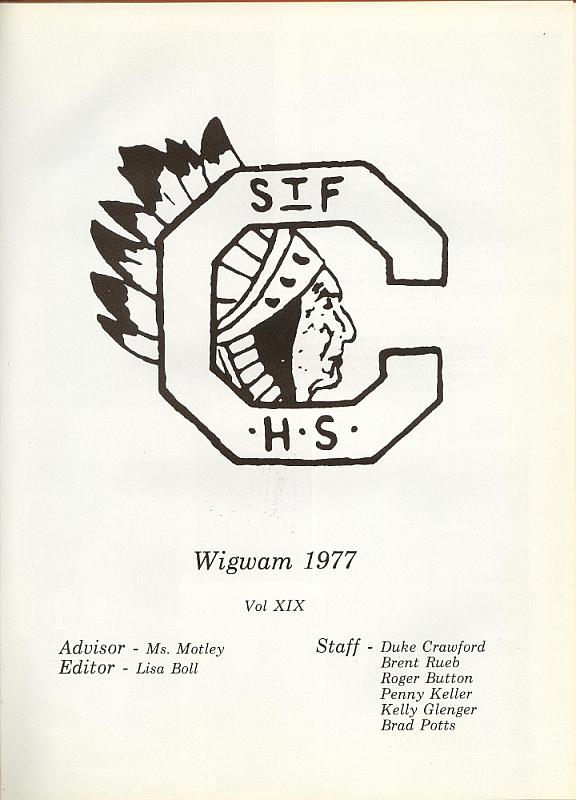 STF
C
·H·S·
Wigwam 1977
Vol XIX
Advisor - Ms. Motley
Editor - Lisa Boll
Staff - Duke Crawford
Brent Rueb
Roger Button
Penny Keller
Kelly Glenger
Brad Potts